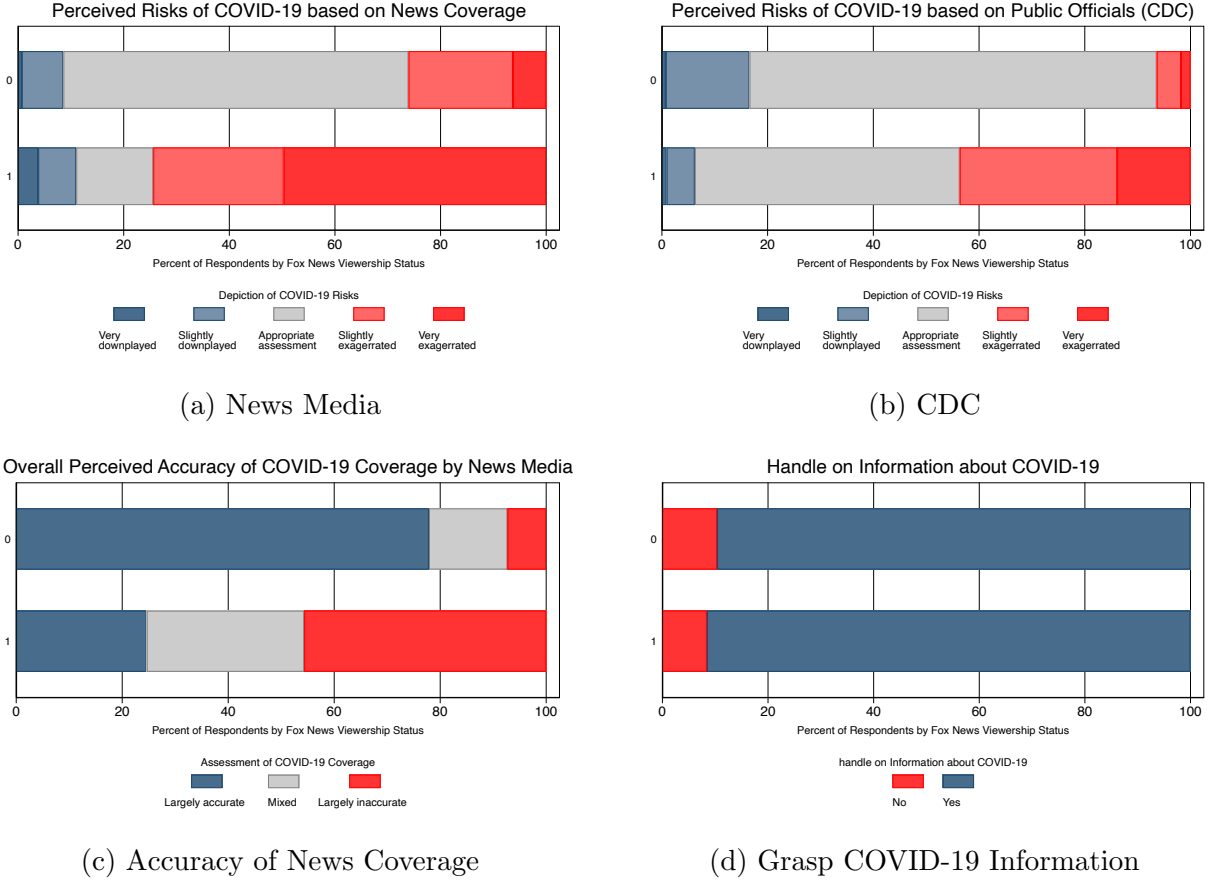 Perceived Risks of COVID-19 based on News Coverage
0
1
0 20 40 60 80 100
Percent of Respondents by Fox News Viewership Status
Depiction of COVID-19 Risks
Very downplayed
Slightly downplayed
Appropriate assessment
Slightly exagerrated
Very exagerrated
(a) News Media
Perceived Risks of COVID-19 based on Public Officials (CDC)
0
1
0 20 40 60 80 100
Percent of Respondents by Fox News Viewership Status
Depiction of COVID-19 Risks
Very downplayed
Slightly downplayed
Appropriate assessment
Slightly exagerrated
Very exagerrated
(b) CDC
Overall Perceived Accuracy of COVID-19 Coverage by News Media
0
1
0 20 40 60 80 100
Percent of Respondents by Fox News Viewership Status
Assessment of COVID-19 Coverage
Largely accurate Mixed Largely inaccurate
(c) Accuracy of News Coverage
Handle on Information about COVID-19
0
1
0 20 40 60 80 100
Percent of Respondents by Fox News Viewership Status
handle on Information about COVID-19
No Yes
(d) Grasp COVID-19 Information